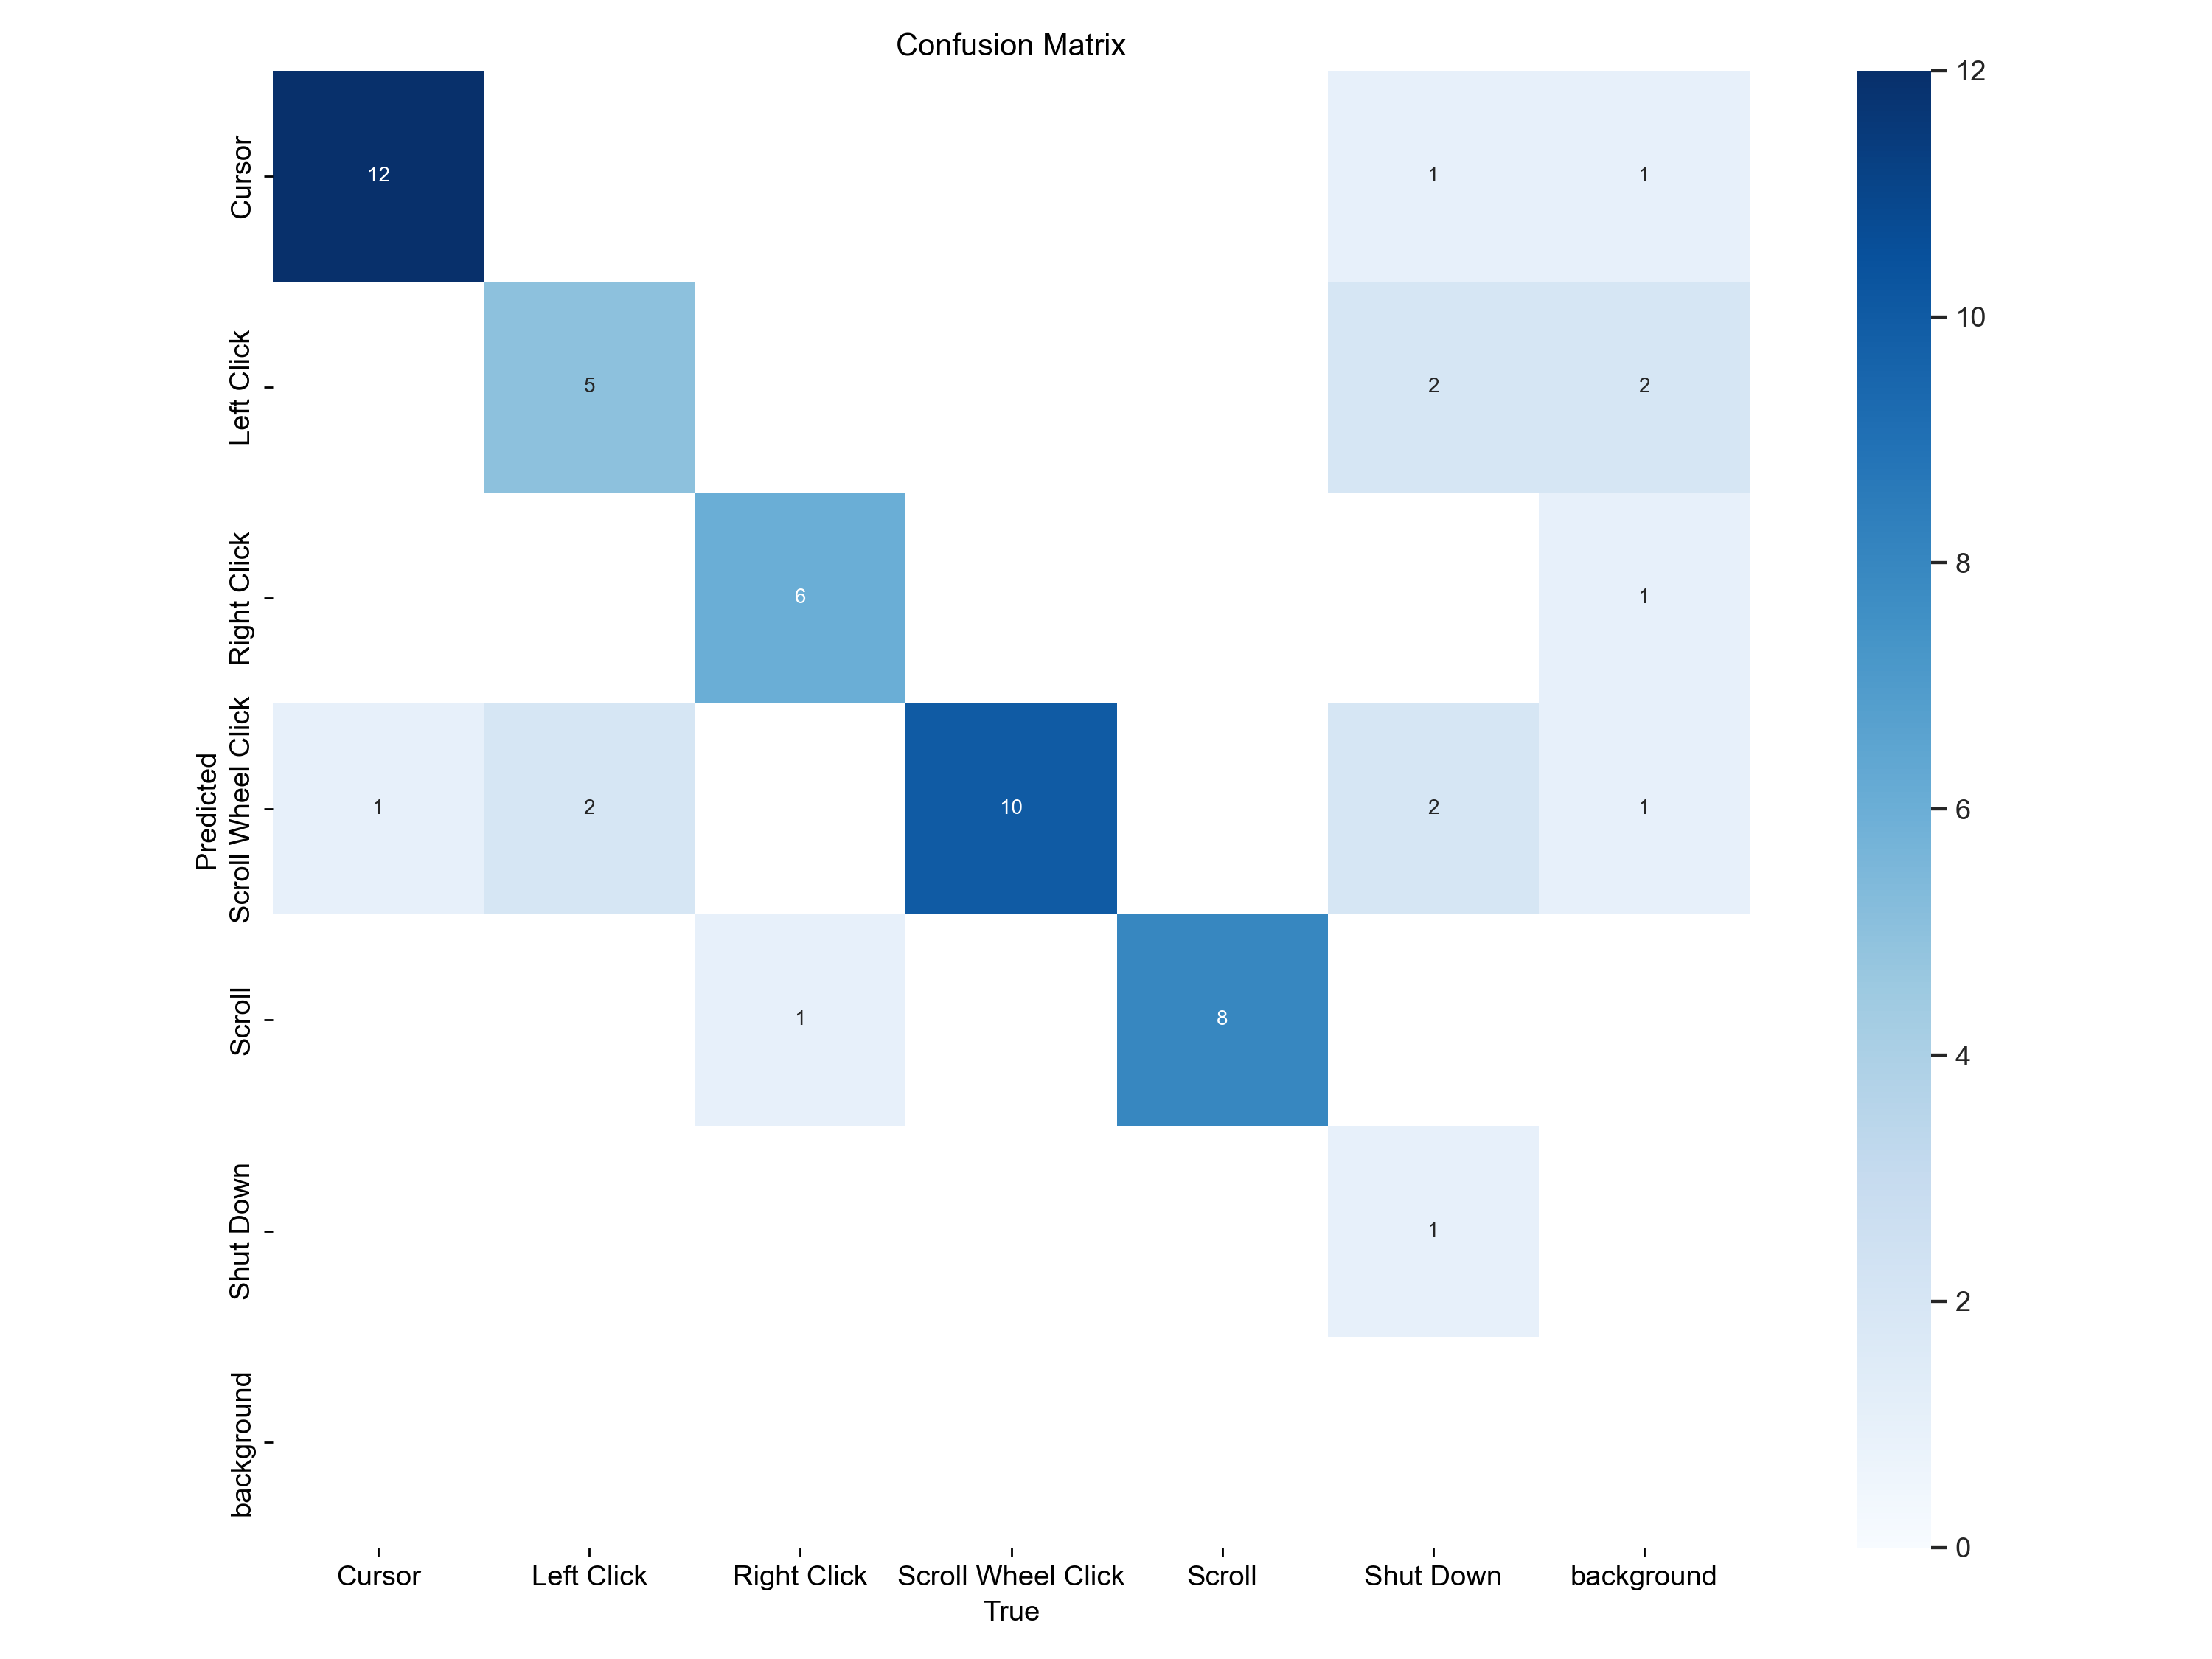 Confusion Matrix
12
Cursor
12
1
1
10
Left Click
5
2
2
8
Right Click
6
1
Predicted
Scroll Wheel Click
1
2
10
2
1
6
Scroll
1
8
4
Shut Down
1
2
background
0
Cursor
Left Click
Right Click
Scroll Wheel Click
Scroll
Shut Down
background
True